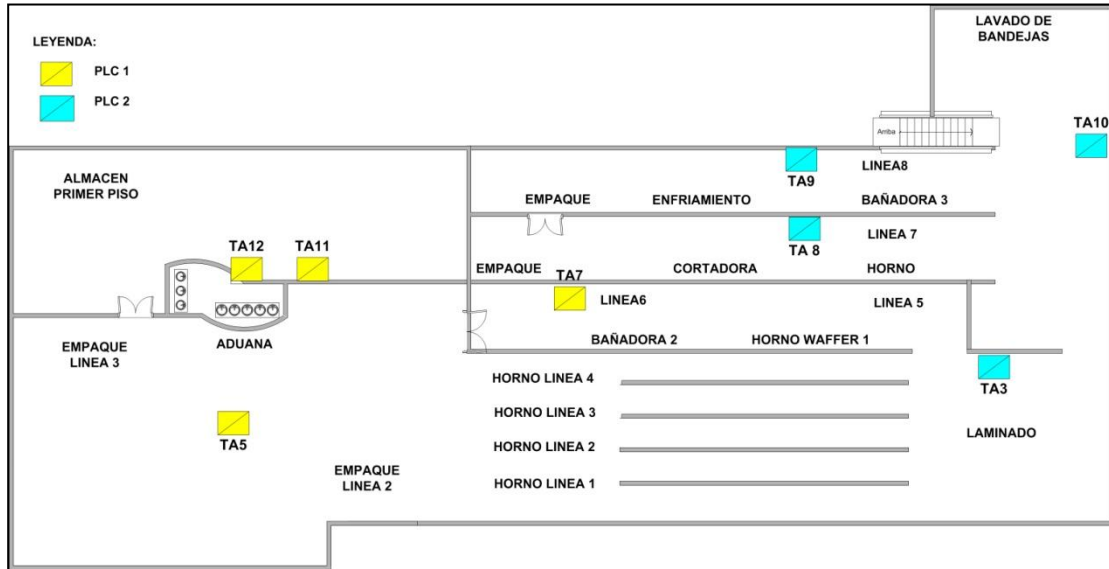 LEYENDA:
PLC 1
PLC 2
LAVADO DE
BANDEJAS
Arriba
TA10
ALMACEN
PRIMER PISO
TA9
LINEA8
EMPAQUE
ENFRIAMIENTO
BAÑADORA 3
TA 8
LINEA 7
TA12
TA11
EMPAQUE
TA7
CORTADORA
HORNO
LINEA6
LINEA 5
EMPAQUE
LINEA 3
ADUANA
BAÑADORA 2
HORNO WAFFER 1
HORNO LINEA 4
TA3
HORNO LINEA 3
TA5
LAMINADO
HORNO LINEA 2
EMPAQUE
LINEA 2
HORNO LINEA 1